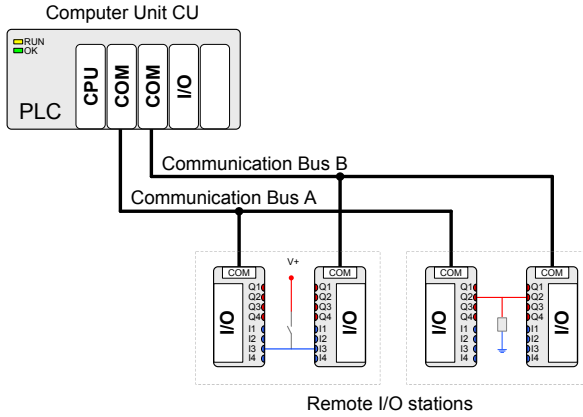 Computer Unit CU
RUN
OK
PLC
CPU
COM
COM
I/O
Communication Bus B
Communication Bus A
V+
COM
COM
COM
COM
I/O
Q1
Q2
Q3
Q4
I1
I2
I3
I4
Q1
Q2
Q3
Q4
I1
I2
I3
I4
I/O
I/O
Q1
Q2
Q3
Q4
I1
I2
I3
I4
Q1
Q2
Q3
Q4
I1
I2
I3
I4
I/O
Remote I/O stations